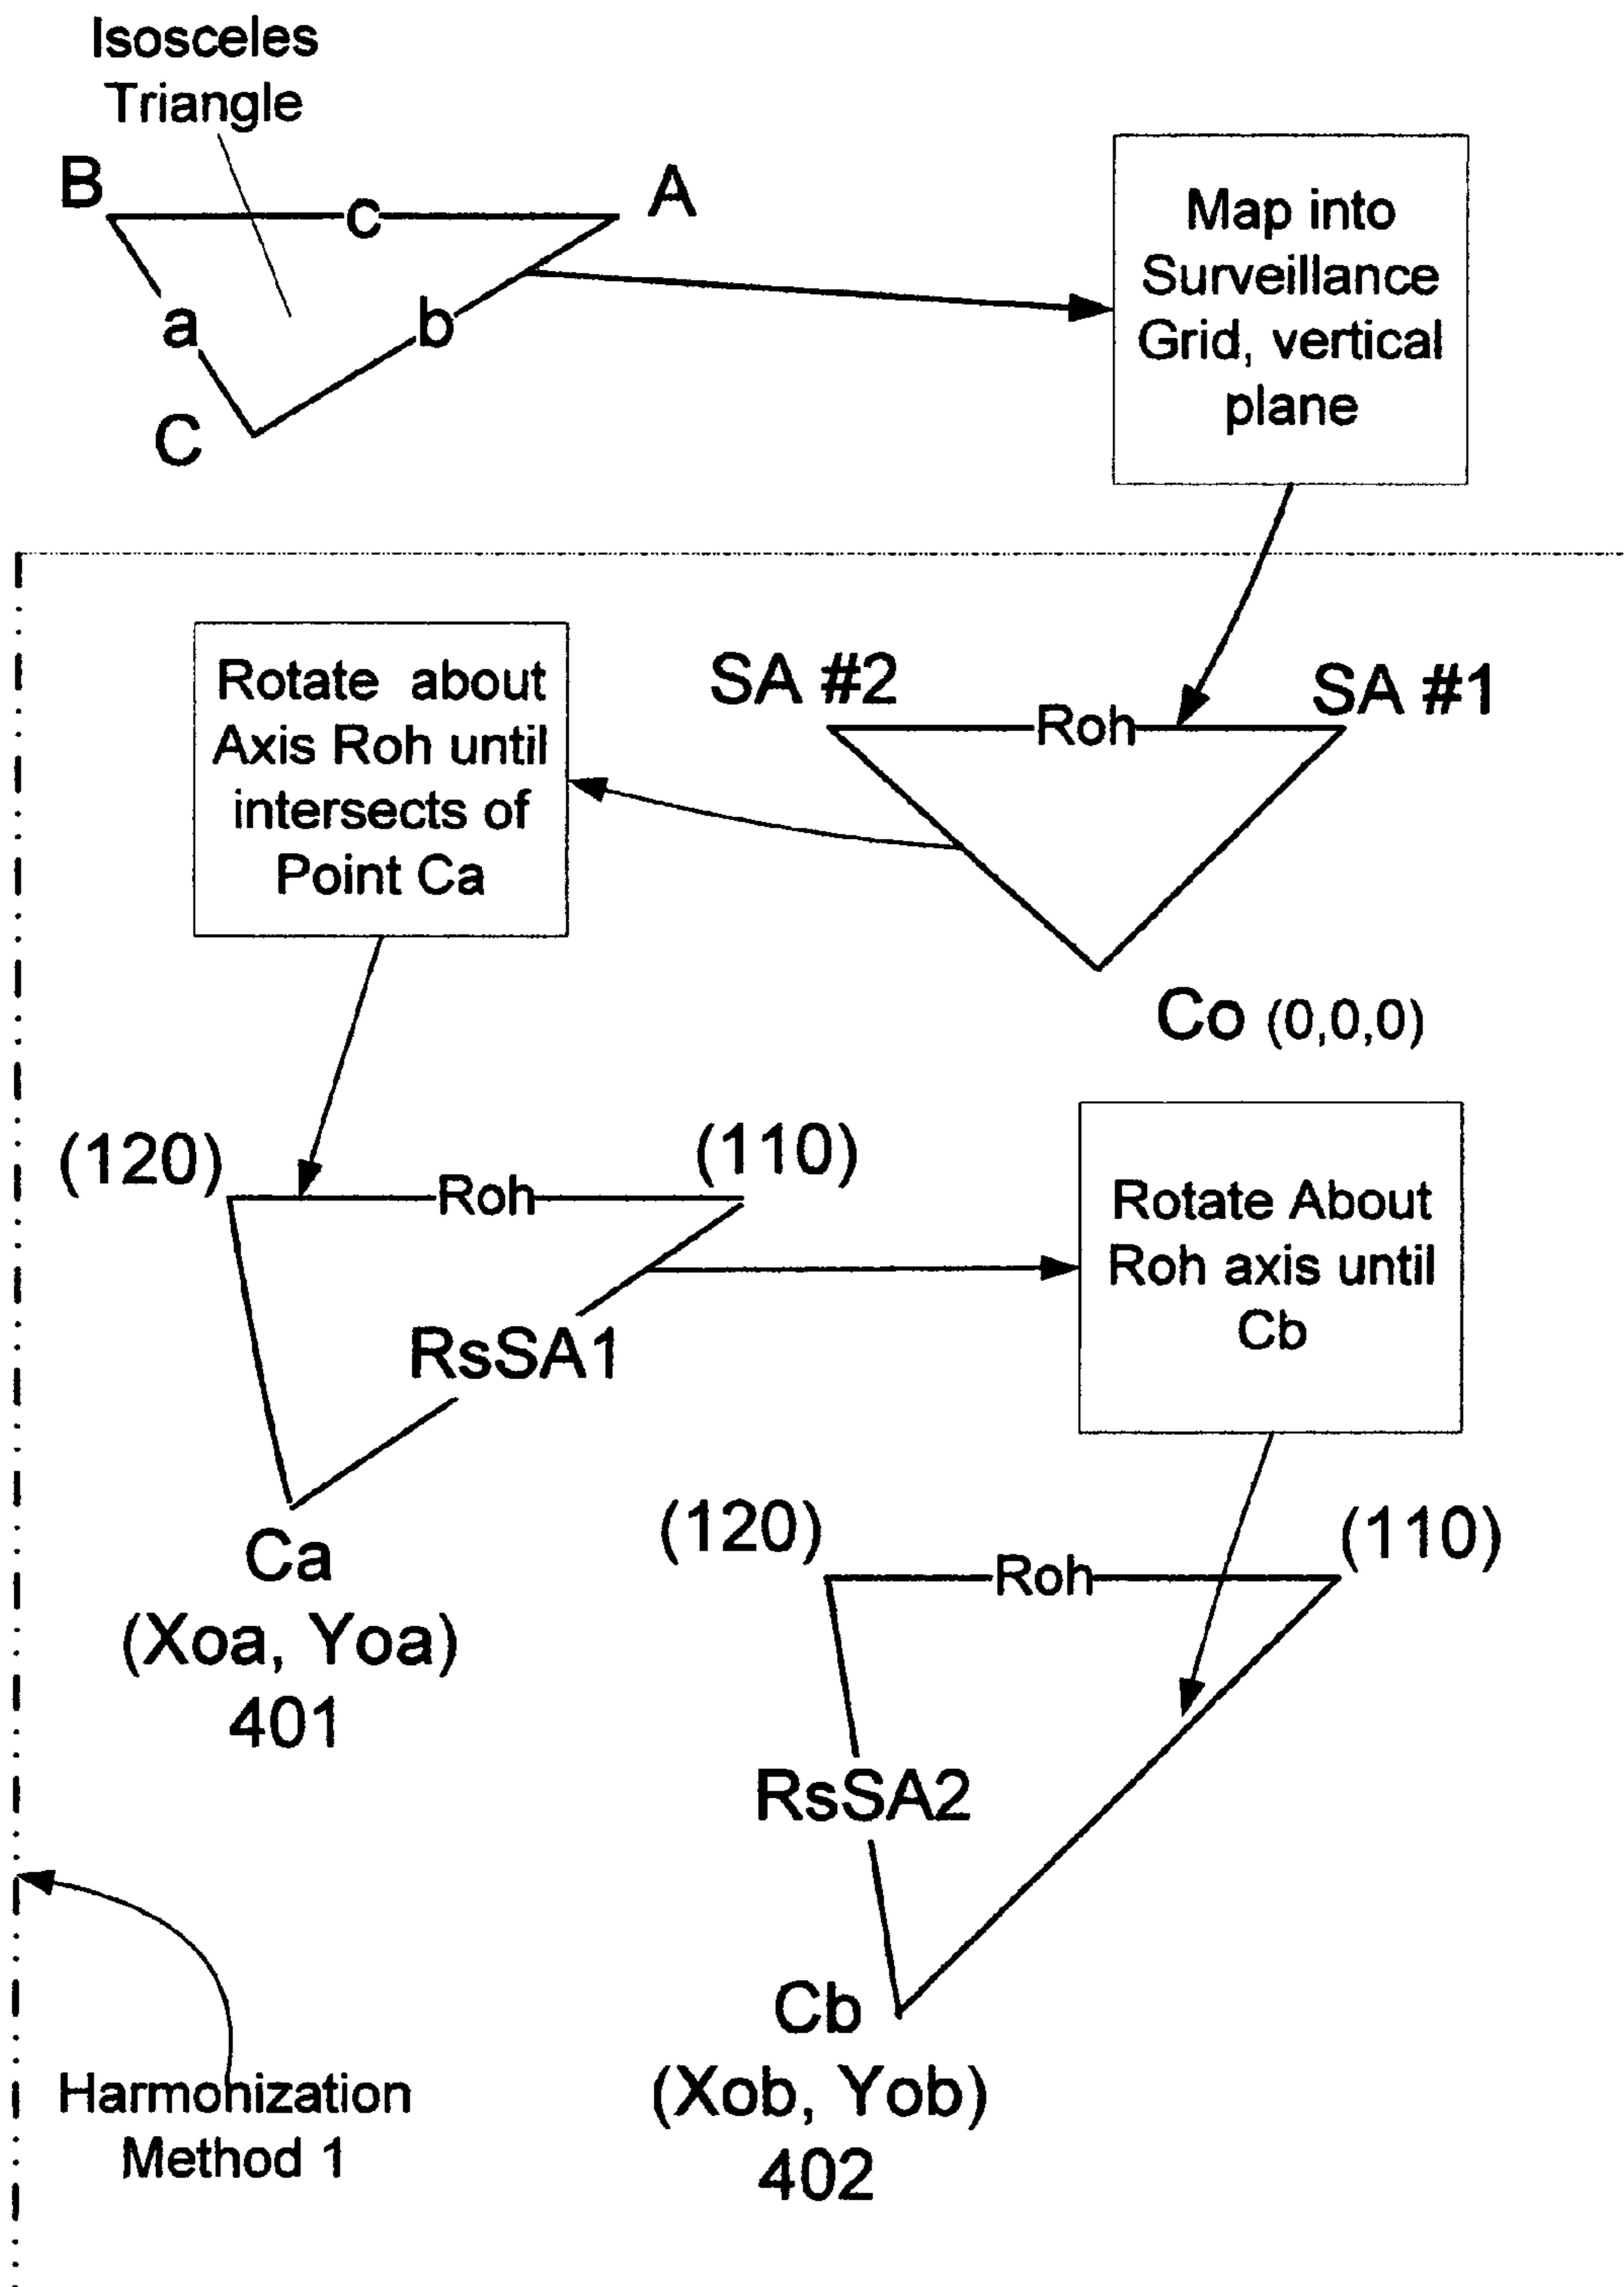 Isosceles
Triangle
B
A
c
a
b
C
Map into
Surveillance
Grid, vertical
plane
Rotate about
Axis Roh until
intersects of
Point Ca
SA #2
SA #1
Roh
Co (0,0,0)
(120)
(110)
Roh
RsSA1
Ca
(Xoa, Yoa)
401
Rotate About
Roh axis until
Cb
(120)
(110)
Roh
RsSA2
Cb
(Xob, Yob)
402
Harmonization
Method 1